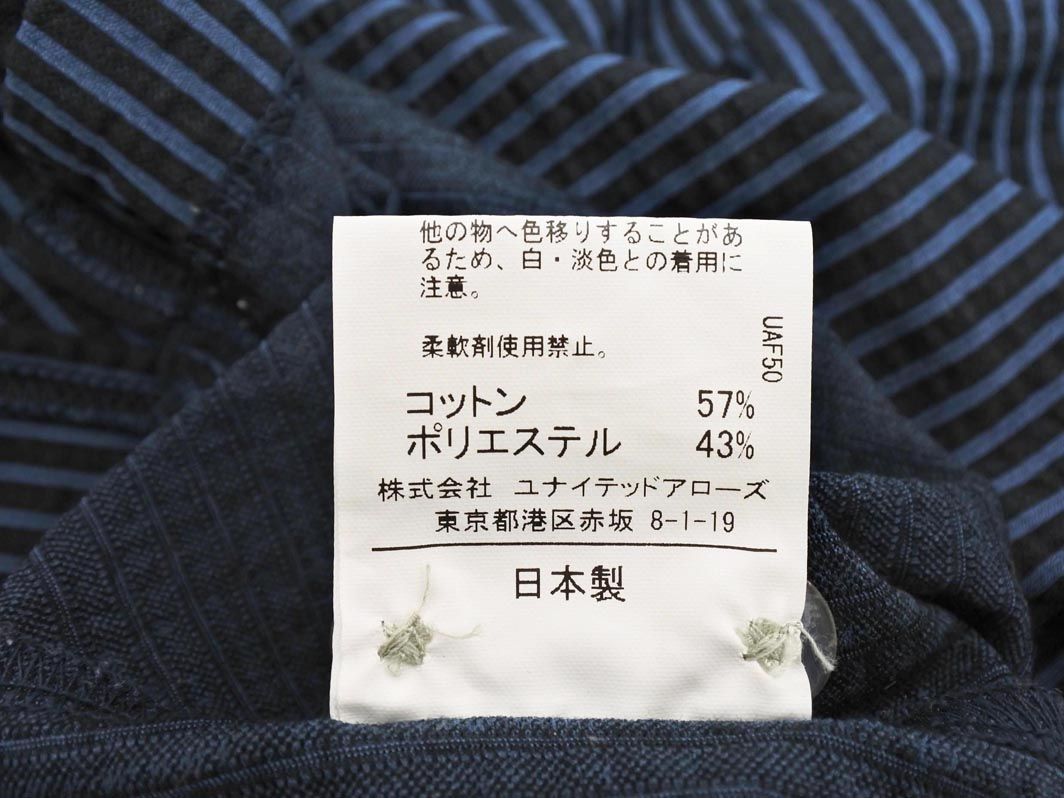 他の物へ色移りすることがあ
るため、白・淡色との着用に
注意。
柔軟剤使用禁止。
UAF50
コットン 57%
ポリエステル 43%
株式会社 ユナイテッドアローズ
東京都港区赤坂 8-1-19
日本製